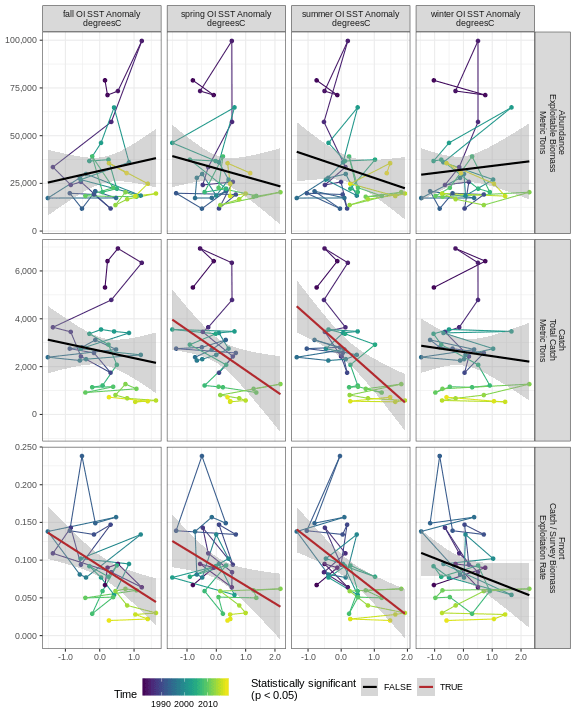 fall OI SST Anomaly
degreesC
spring OI SST Anomaly
degreesC
summer OI SST Anomaly
degreesC
winter OI SST Anomaly
degreesC
100,000
75,000
50,000
25,000
0
Abundance
Exploitable Biomass
Metric Tons
6,000
4,000
2,000
0
Catch
Total Catch
Metric Tons
0.250
0.200
0.150
0.100
0.050
0.000
Fmort
Catch / Survey Biomass
Exploitation Rate
-1.0 0.0 1.0
-1.0 0.0 1.0 2.0
-1.0 0.0 1.0 2.0
-1.0 0.0 1.0 2.0
Time
1990 2000 2010
Statistically significant
(p < 0.05)
FALSE
TRUE